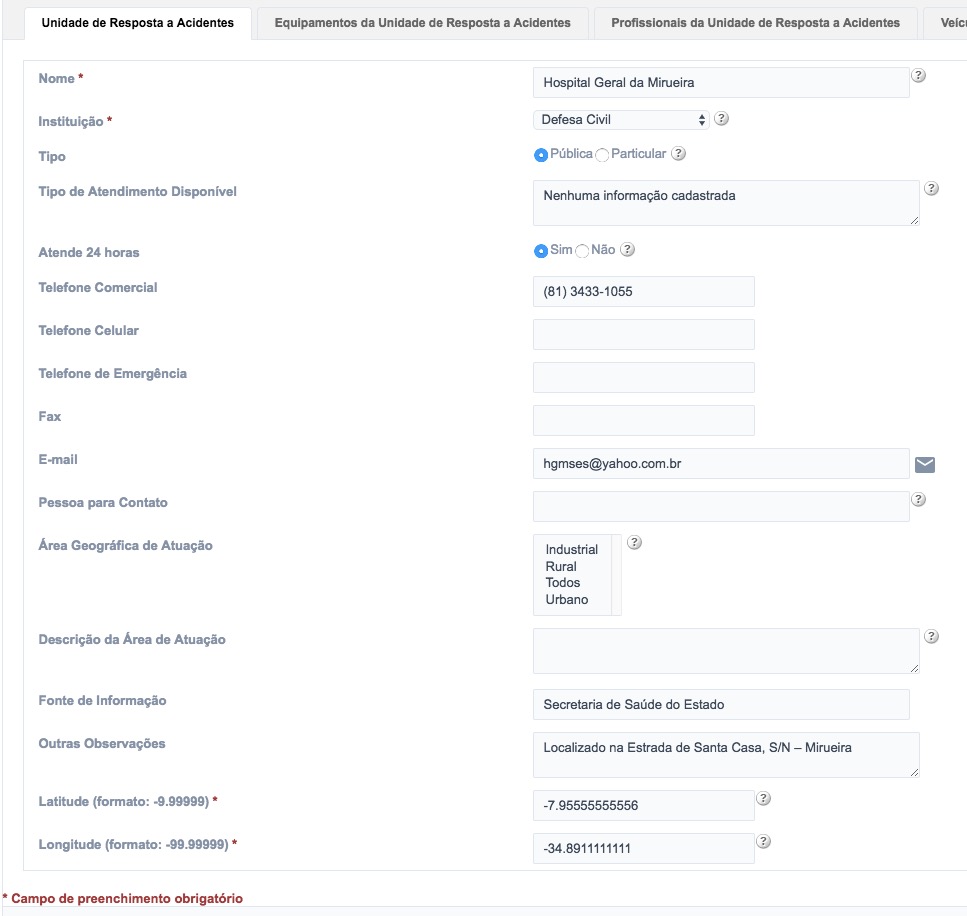 Unidade de Resposta a Acidentes
Equipamentos da Unidade de Resposta a Acidentes
Profissionais da Unidade de Resposta a Acidentes
Nome *
Hospital Geral da Mirueira
?
Instituição *
Defesa Civil
?
Tipo
Pública Particular ?
Tipo de Atendimento Disponível
Nenhuma informação cadastrada
?
Atende 24 horas
Sim Não ?
Telefone Comercial
(81) 3433-1055
Telefone Celular
Telefone de Emergência
Fax
E-mail
hgmses@yahoo.com.br
Pessoa para Contato
?
Área Geográfica de Atuação
Industrial
Rural
Todos
Urbano
?
Descrição da Área de Atuação
?
Fonte de Informação
Secretaria de Saúde do Estado
Outras Observações
Localizado na Estrada de Santa Casa, S/N – Mirueira
Latitude (formato: -9.99999) *
-7.95555555556
?
Longitude (formato: -99.99999) *
-34.8911111111
?
* Campo de preenchimento obrigatório